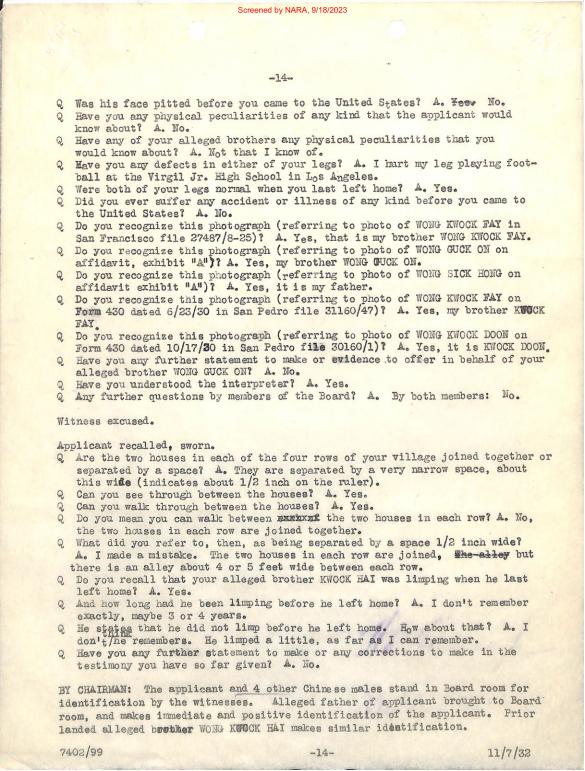 Screened by NARA, 9/18/2023
-14-
Q Was his face pitted before you came to the United States? A. Yes. No.
Q Have you any physical peculiarities of any kind that the applicant would
know about? A. No.
Q Have any of your alleged brothers any physical peculiarities that you
would know about? A. Not that I know of.
Q Have you any defects in either of your legs? A. I hurt my leg playing foot-
ball at the Virgil Jr. High School in Los Angeles.
Q Were both of your legs normal when you last left home? A. Yes.
Q Did you ever suffer any accident or illness of any kind before you came to
the United States? A. No.
Q Do you recognize this photograph (referring to photo of WONG KWOCK FAY in
San Francisco file 27487/8-25)? A. Yes, that is my brother WONG KWOCK FAY.
Q Do you recognize this photograph (referring to photo of WONG GUCK ON on
affidavit, exhibit "A")? A. Yes, my brother WONG GUCK ON.
Q Do you recognize this photograph (referring to photo of WONG SICK HONG on
affidavit exhibit "A")? A. Yes, it is my father.
Q Do you recognize this photograph (referring to photo of WONG KWOCK FAY on
Form 430 dated 6/23/30 in San Pedro file 31160/47)? A. Yes, my brother KWOCK
FAY.
Q Do you recognize this photograph (referring to photo of WONG KWOCK DOON on
Form 430 dated 10/17/30 in San Pedro file 30160/1)? A. Yes, it is KWOCK DOON.
Q Have you any further statement to make or evidence to offer in behalf of your
alleged brother WONG GUCK ON? A. No.
Q Have you understood the interpreter? A. Yes.
Q Any further questions by members of the Board? A. By both members: No.
Witness excused.
Applicant recalled, sworn.
Q Are the two houses in each of the four rows of your village joined together or
separated by a space? A. They are separated by a very narrow space, about
this wide (indicates about 1/2 inch on the ruler).
Q Can you see through between the houses? A. Yes.
Q Can you walk through between the houses? A. Yes.
Q Do you mean you can walk between the two houses in each row? A. No,
the two houses in each row are joined together.
Q What did you refer to, then, as being separated by a space 1/2 inch wide?
A. I made a mistake. The two houses in each row are joined, The alley but
there is an alley about 4 or 5 feet wide between each row.
Q Do you recall that your alleged brother KWOCK HAI was limping when he last
left home? A. Yes.
Q And how long had he been limping before he left home? A. I don't remember
exactly, maybe 3 or 4 years.
Q He states that he did not limp before he left home. How about that? A. I
think
don't/he remembers. He limped a little, as far as I can remember.
Q Have you any further statement to make or any corrections to make in the
testimony you have so far given? A. No.
BY CHAIRMAN: The applicant and 4 other Chinese males stand in Board room for
identification by the witnesses. Alleged father of applicant brought to Board
room, and makes immediate and positive identification of the applicant. Prior
landed alleged brother WONG KWOCK HAI makes similar identification.
7402/99 -14- 11/7/32